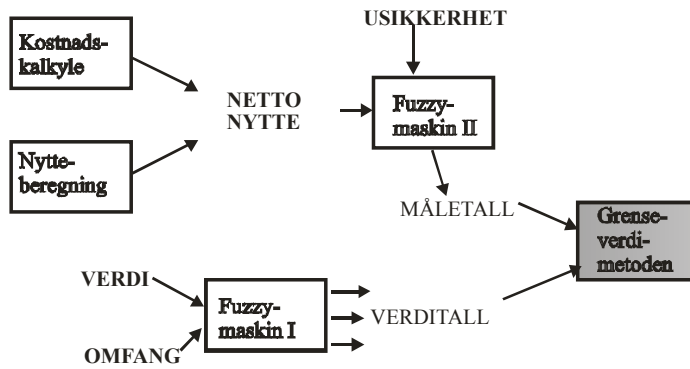 USIKKERHET
Kostnads-
kalkyle
NETTO
NYTTE
Fuzzy-
maskin II
Nytte-
beregning
MÅLETALL
Grense-
verdi-
metoden
VERDI
Fuzzy-
maskin I
VERDITALL
OMFANG